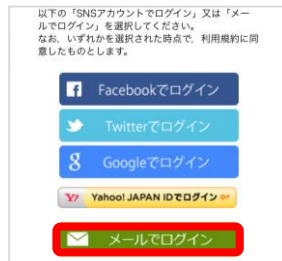 以下の「SNSアカウントでログイン」又は「メー
ルでログイン」を選択してください。
なお、いずれかを選択された時点で、利用規約に同
意したものとします。
f Facebookでログイン
Twitterでログイン
8 Googleでログイン
Y? Yahoo! JAPAN IDでログイン
メールでログイン